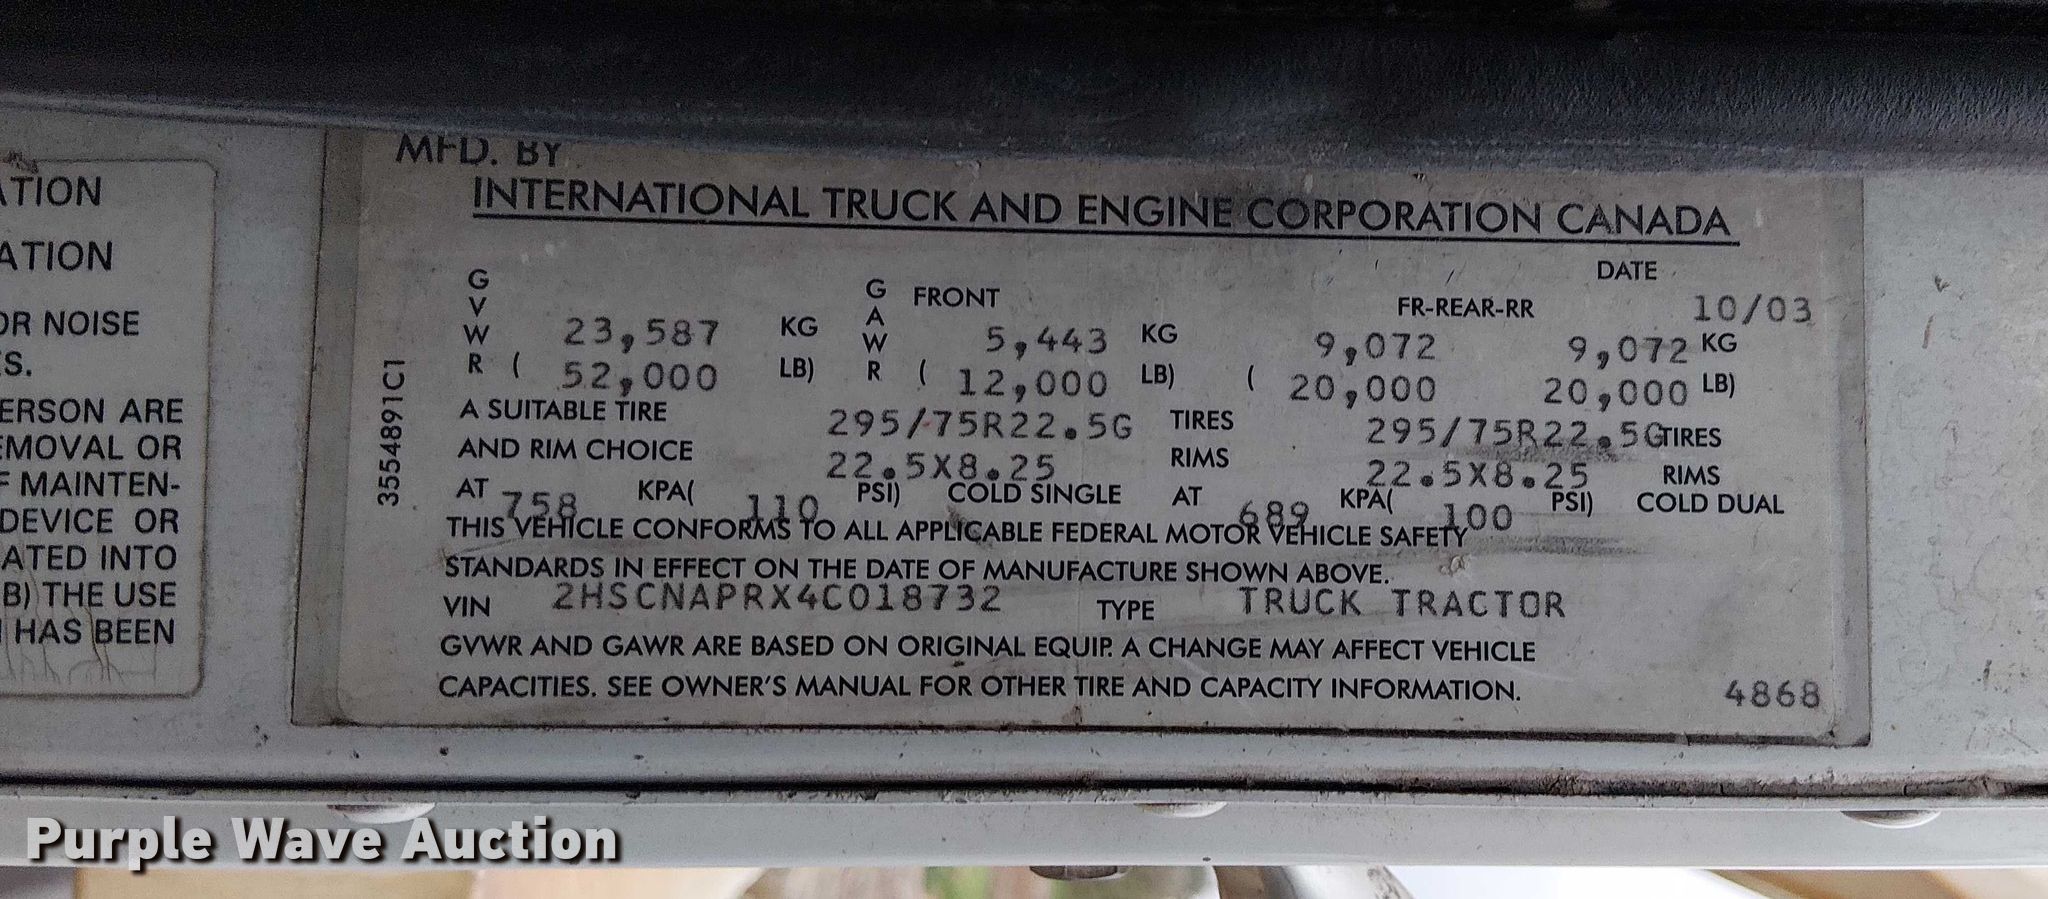 ATION
ATION
OR NOISE
ERSON ARE
EMOVAL OR
F MAINTEN-
DEVICE OR
ATED INTO
B) THE USE
HAS BEEN
MFD. BY
INTERNATIONAL TRUCK AND ENGINE CORPORATION CANADA
DATE
GVWR GAWR FRONT FR-REAR-RR 10/03
23,587 KG 5,443 KG 9,072 9,072 KG
( 52,000 LB) ( 12,000 LB) ( 20,000 20,000 LB)
A SUITABLE TIRE 295/75R22.5G TIRES 295/75R22.5G TIRES
AND RIM CHOICE 22.5X8.25 RIMS 22.5X8.25 RIMS
AT 758 KPA( 110 PSI) COLD SINGLE AT 689 KPA( 100 PSI) COLD DUAL
THIS VEHICLE CONFORMS TO ALL APPLICABLE FEDERAL MOTOR VEHICLE SAFETY
STANDARDS IN EFFECT ON THE DATE OF MANUFACTURE SHOWN ABOVE.
VIN 2HSCNAPRX4C018732 TYPE TRUCK TRACTOR
GVWR AND GAWR ARE BASED ON ORIGINAL EQUIP. A CHANGE MAY AFFECT VEHICLE
CAPACITIES. SEE OWNER'S MANUAL FOR OTHER TIRE AND CAPACITY INFORMATION.
4868
3554891C1
Purple Wave Auction